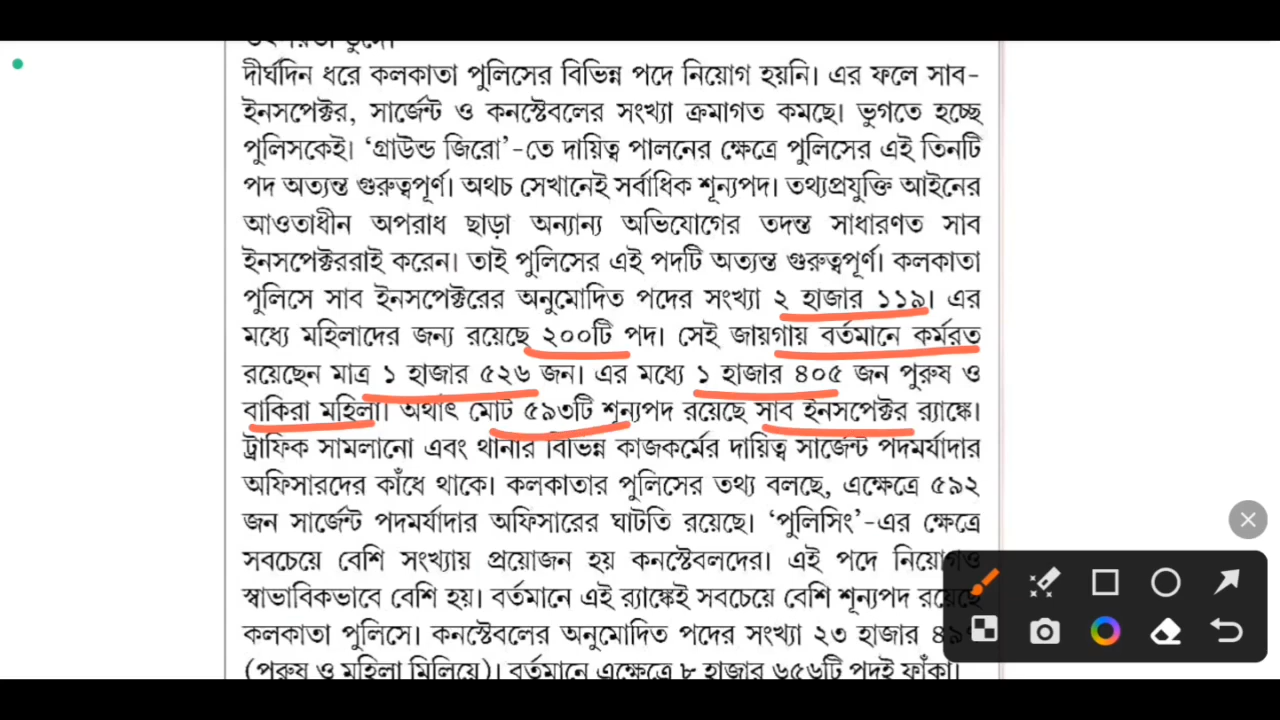 দীর্ঘদিন ধরে কলকাতা পুলিসের বিভিন্ন পদে নিয়োগ হয়নি। এর ফলে সাব-
ইনসপেক্টর, সার্জেন্ট ও কনস্টেবলের সংখ্যা ক্রমাগত কমছে। ভুগতে হচ্ছে
পুলিসকেই। ‘গ্রাউন্ড জিরো’-তে দায়িত্ব পালনের ক্ষেত্রে পুলিসের এই তিনটি
পদ অত্যন্ত গুরুত্বপূর্ণ। অথচ সেখানেই সর্বাধিক শূন্যপদ। তথ্যপ্রযুক্তি আইনের
আওতাধীন অপরাধ ছাড়া অন্যান্য অভিযোগের তদন্ত সাধারণত সাব
ইনসপেক্টররাই করেন। তাই পুলিসের এই পদটি অত্যন্ত গুরুত্বপূর্ণ। কলকাতা
পুলিসে সাব ইনসপেক্টরের অনুমোদিত পদের সংখ্যা ২ হাজার ১১৯। এর
মধ্যে মহিলাদের জন্য রয়েছে ২০০টি পদ। সেই জায়গায় বর্তমানে কর্মরত
রয়েছেন মাত্র ১ হাজার ৫২৬ জন। এর মধ্যে ১ হাজার ৪০৫ জন পুরুষ ও
বাকিরা মহিলা। অর্থাৎ মোট ৫৯৩টি শূন্যপদ রয়েছে সাব ইনসপেক্টর র‍্যাঙ্কে।
ট্রাফিক সামলানো এবং থানার বিভিন্ন কাজকর্মের দায়িত্ব সার্জেন্ট পদমর্যাদার
অফিসারদের কাঁধে থাকে। কলকাতার পুলিসের তথ্য বলছে, এক্ষেত্রে ৫৯২
জন সার্জেন্ট পদমর্যাদার অফিসারের ঘাটতি রয়েছে। ‘পুলিসিং’-এর ক্ষেত্রে
সবচেয়ে বেশি সংখ্যায় প্রয়োজন হয় কনস্টেবলদের। এই পদে নিয়োগও
স্বাভাবিকভাবে বেশি হয়। বর্তমানে এই র‍্যাঙ্কেই সবচেয়ে বেশি শূন্যপদ রয়েছে
কলকাতা পুলিসে। কনস্টেবলের অনুমোদিত পদের সংখ্যা ২৩ হাজার
(পুরুষ ও মহিলা মিলিয়ে)। বর্তমানে এক্ষেত্রে ৮ হাজার ৬৫৬টি পদই ফাঁকা।